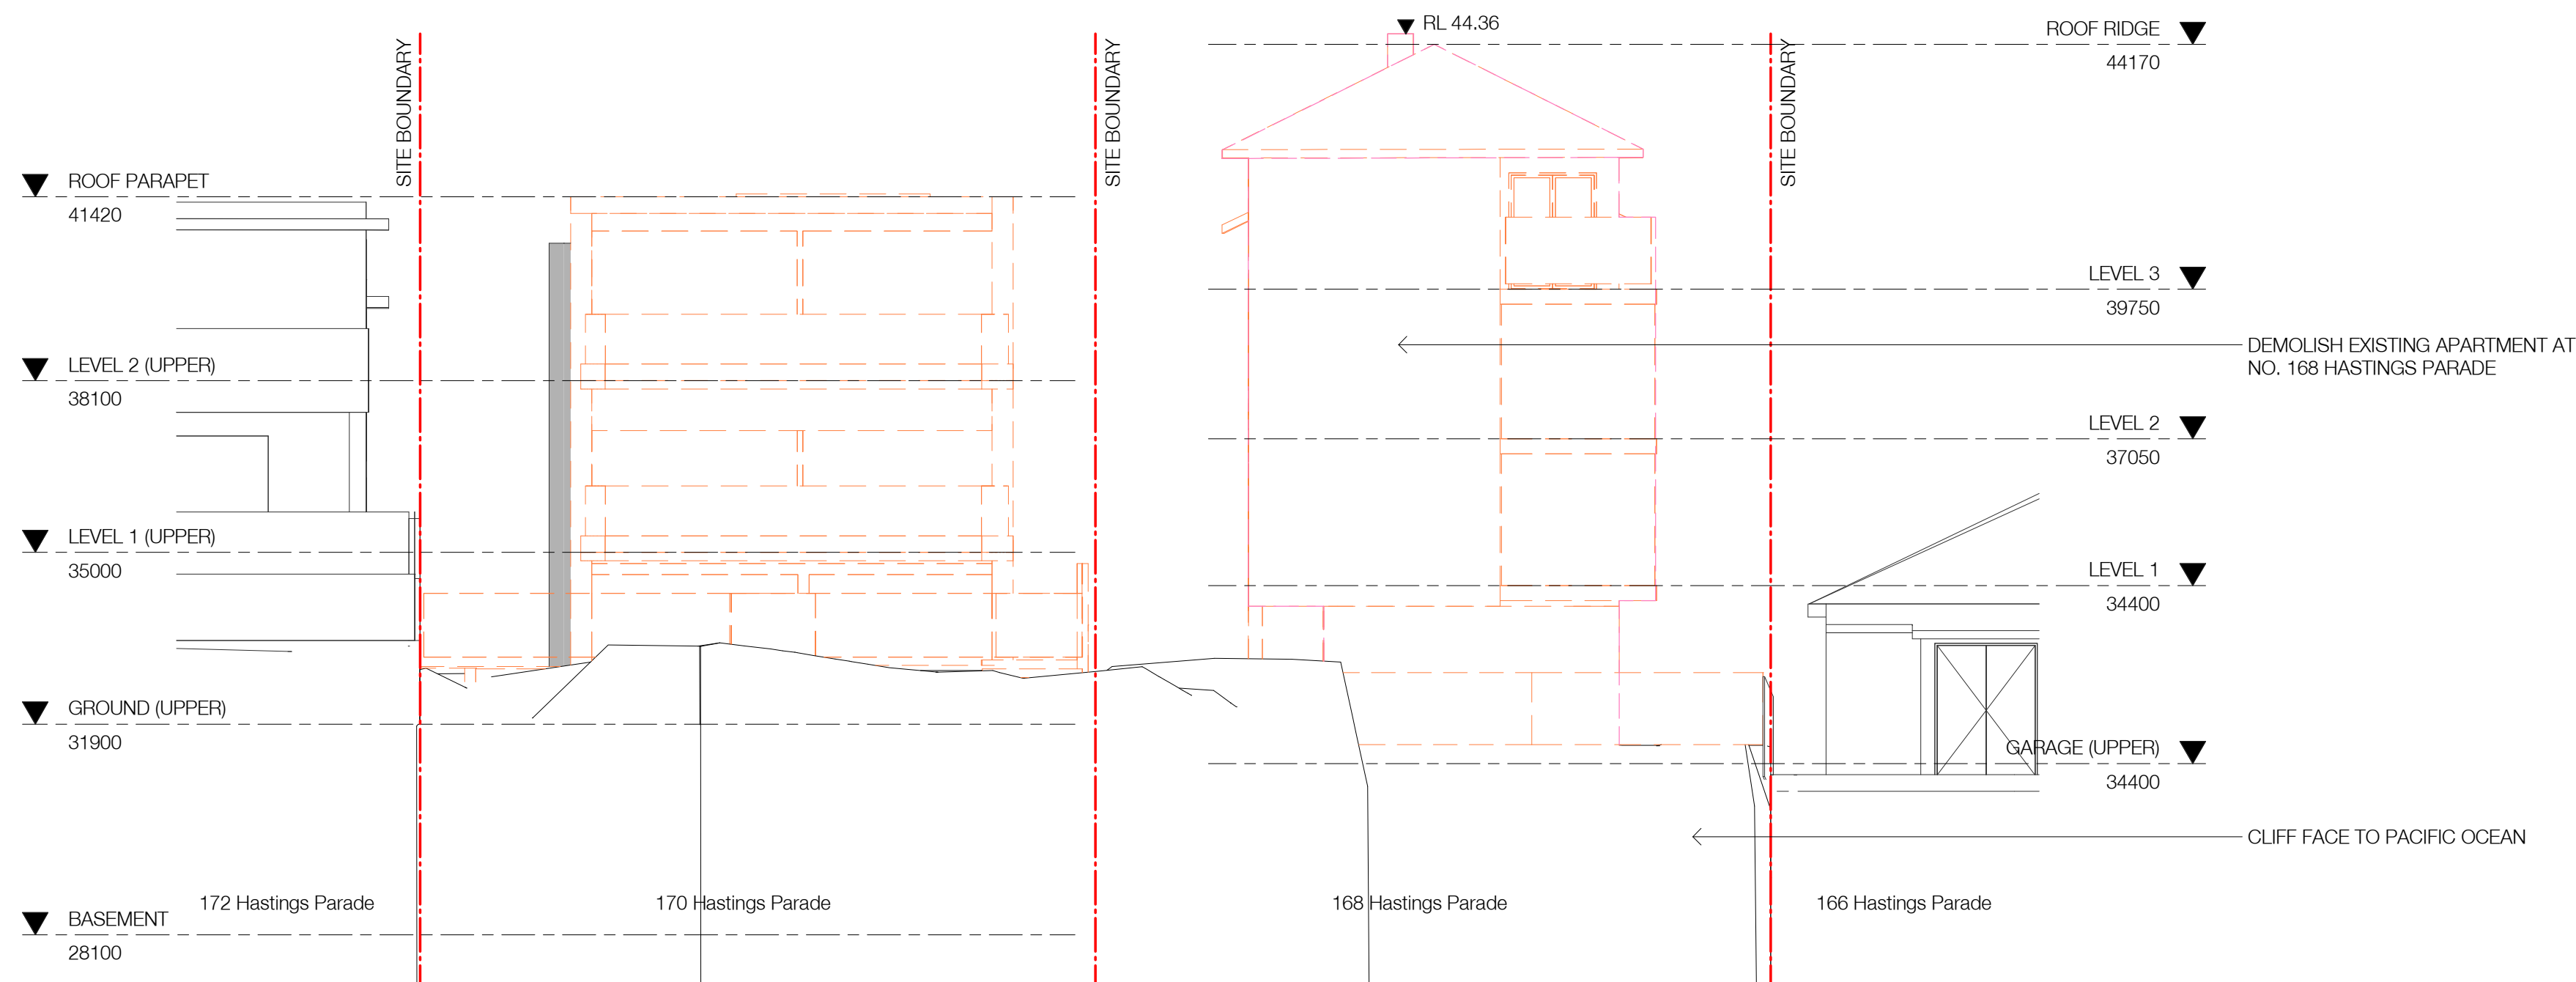 SITE BOUNDARY
SITE BOUNDARY
RL 44.36
SITE BOUNDARY
ROOF RIDGE
44170
ROOF PARAPET
41420
LEVEL 3
39750
DEMOLISH EXISTING APARTMENT AT
NO. 168 HASTINGS PARADE
LEVEL 2 (UPPER)
38100
LEVEL 2
37050
LEVEL 1 (UPPER)
35000
LEVEL 1
34400
GROUND (UPPER)
31900
GARAGE (UPPER)
34400
CLIFF FACE TO PACIFIC OCEAN
172 Hastings Parade
170 Hastings Parade
168 Hastings Parade
166 Hastings Parade
BASEMENT
28100